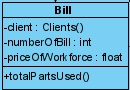 Bill
-client : Clients()
-numberOfBill : int
-priceOfWorkforce : float
+totalPartsUsed()